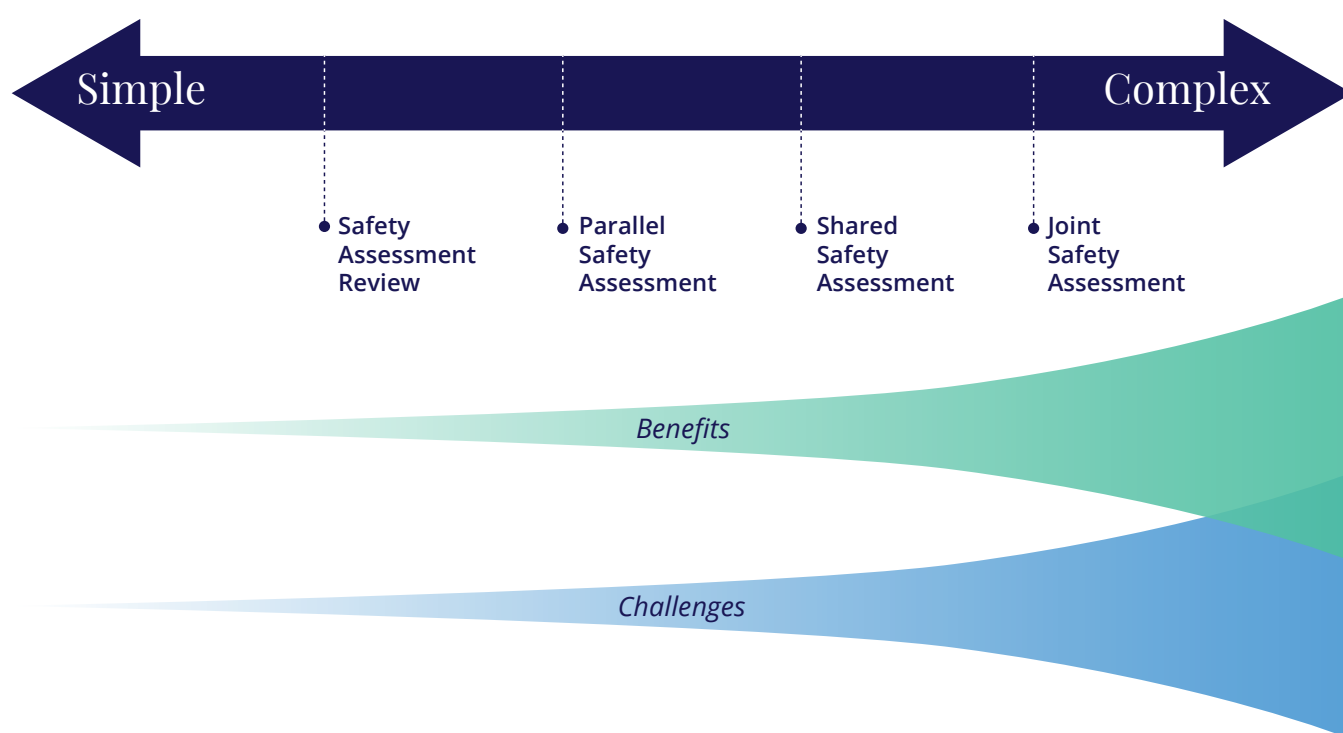 Simple
Complex
Safety
Assessment
Review
Parallel
Safety
Assessment
Shared
Safety
Assessment
Joint
Safety
Assessment
Benefits
Challenges